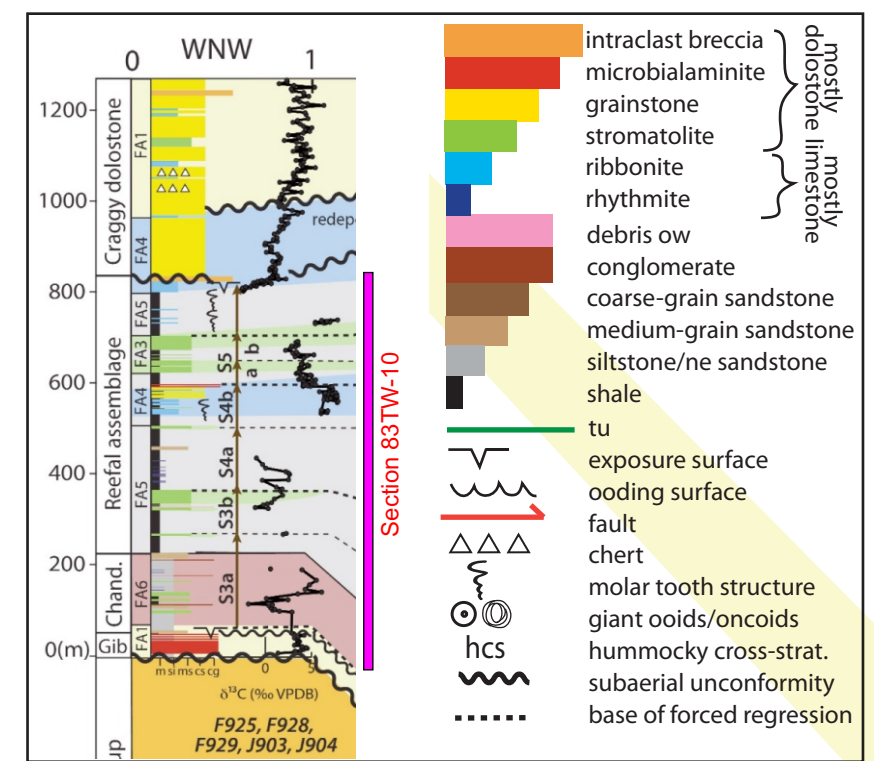 0
WNW
1
1200
1000
800
600
400
200
0(m)
Craggy dolostone
Reefal assemblage
Chand.
Gib
up
FA1
FA4
FA5
FA3
FA4
FA5
FA6
FA1
redep
S5
b
a
S4b
S4a
S3b
S3a
Section 83TW-10
m si ms cs cg
0
5
δ¹³C (‰ VPDB)
F925, F928,
F929, J903, J904
intraclast breccia
microbialaminite
grainstone
stromatolite
ribbonite
rhythmite
debris ow
conglomerate
coarse-grain sandstone
medium-grain sandstone
siltstone/ne sandstone
shale
tu
exposure surface
ooding surface
fault
chert
molar tooth structure
giant ooids/oncoids
hcs hummocky cross-strat.
subaerial unconformity
base of forced regression
mostly
dolostone
mostly
limestone